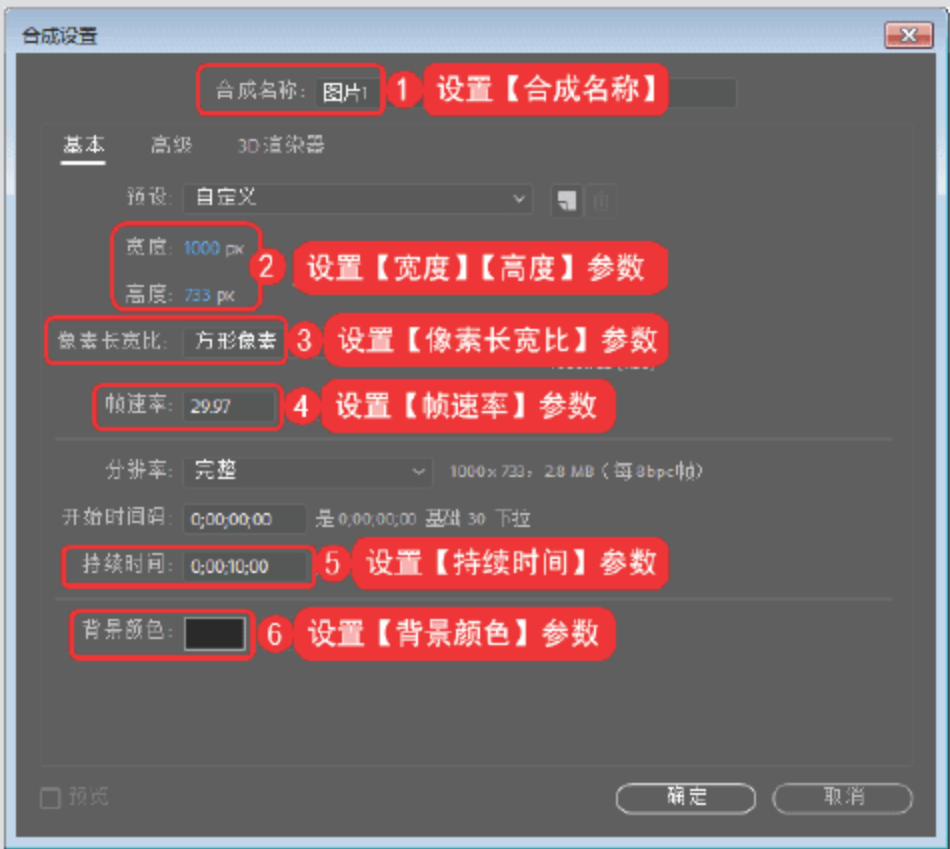 合成设置
合成名称: 图片1 1 设置【合成名称】
基本 高级 3D 渲染器
预设: 自定义
宽度: 1000 px
2 设置【宽度】【高度】参数
高度: 733 px
像素长宽比: 方形像素 3 设置【像素长宽比】参数
帧速率: 29.97 4 设置【帧速率】参数
分辨率: 完整 1000 x 733, 2.8 MB (每 8bpc 帧)
开始时间码: 0;00;00;00 是 0;00;00;00 基础 30 下拉
持续时间: 0;00;10;00 5 设置【持续时间】参数
背景颜色: 6 设置【背景颜色】参数
预览 确定 取消